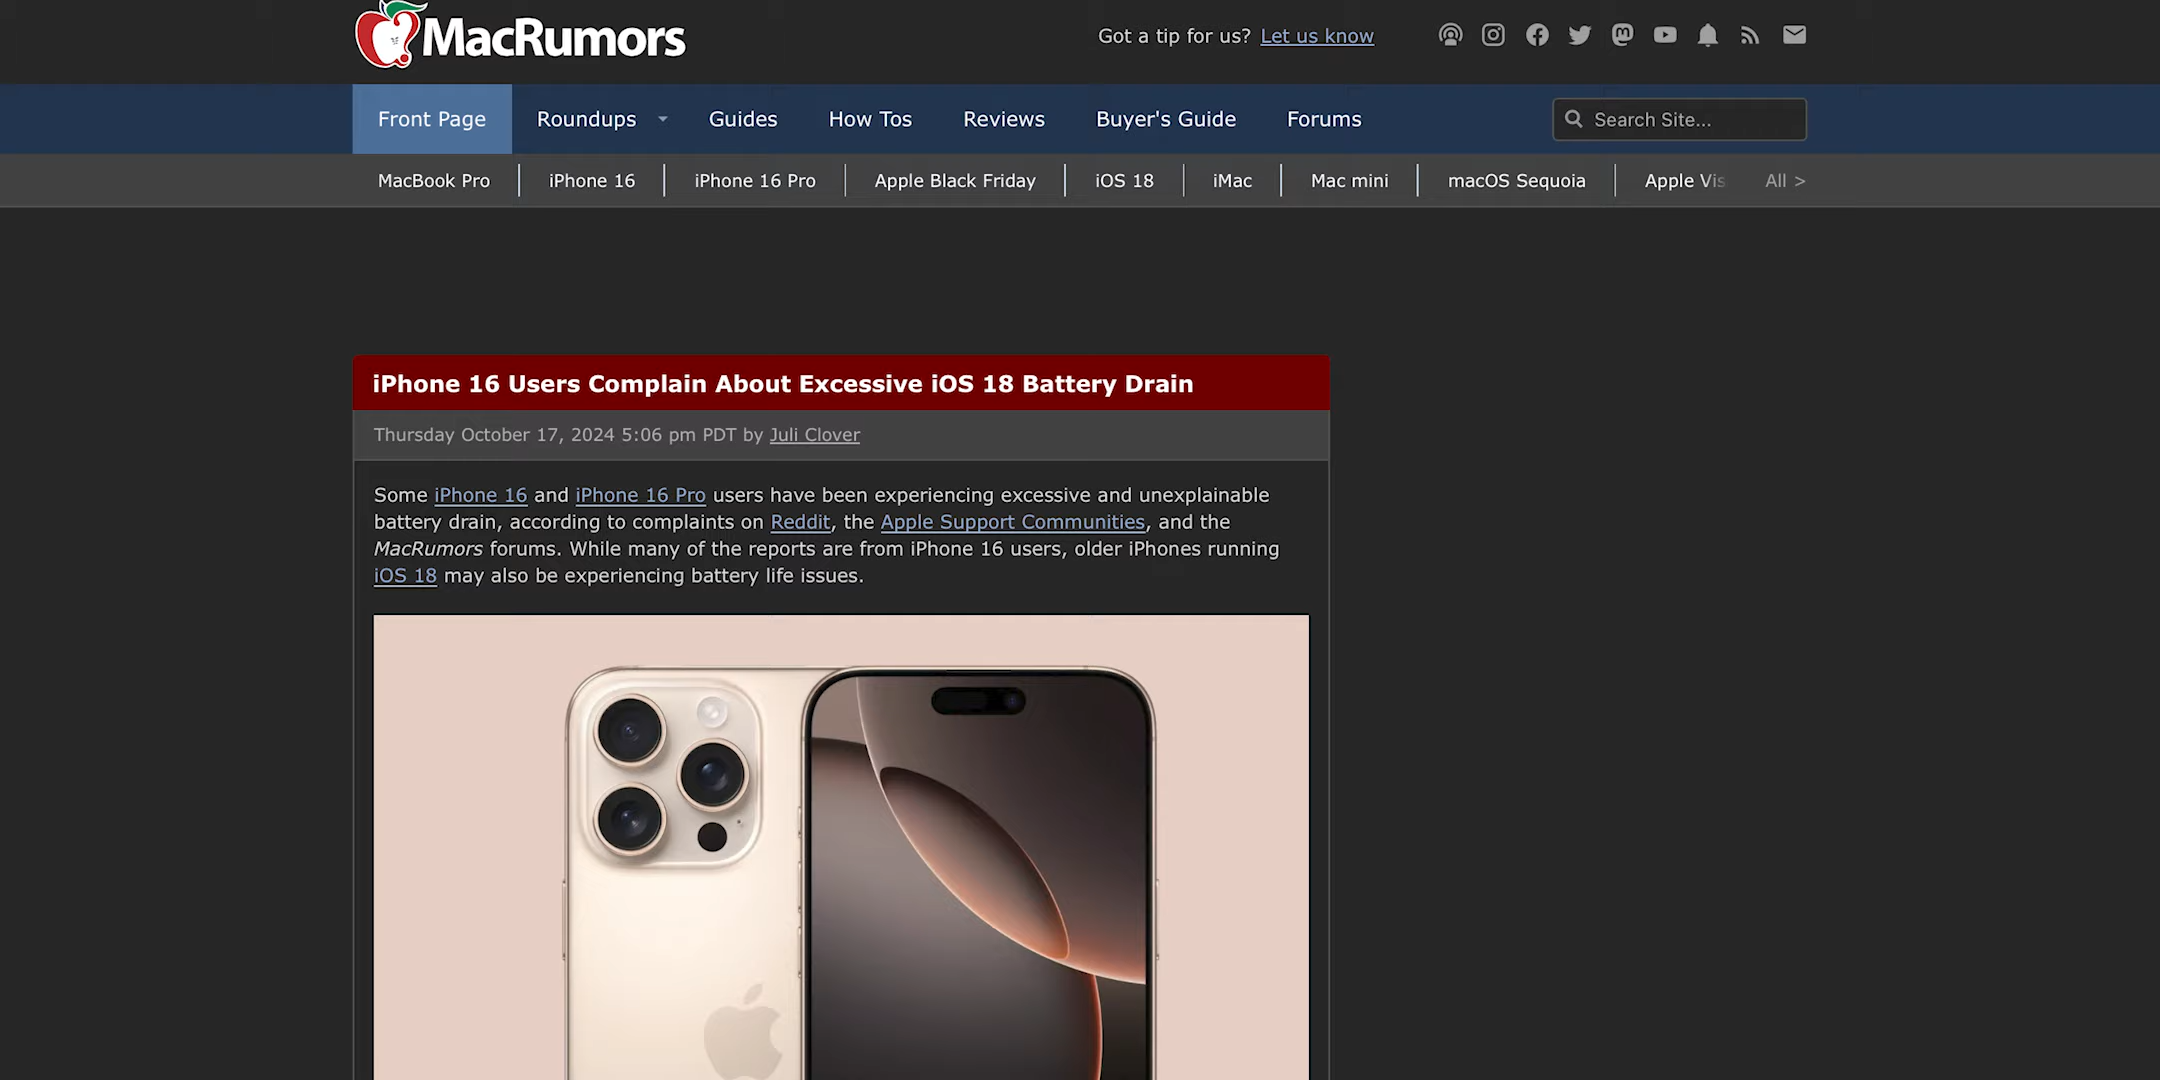 MacRumors
Got a tip for us? Let us know
Front Page Roundups Guides How Tos Reviews Buyer's Guide Forums Search Site...
MacBook Pro iPhone 16 iPhone 16 Pro Apple Black Friday iOS 18 iMac Mac mini macOS Sequoia Apple Vis All >
iPhone 16 Users Complain About Excessive iOS 18 Battery Drain
Thursday October 17, 2024 5:06 pm PDT by Juli Clover
Some iPhone 16 and iPhone 16 Pro users have been experiencing excessive and unexplainable
battery drain, according to complaints on Reddit, the Apple Support Communities, and the
MacRumors forums. While many of the reports are from iPhone 16 users, older iPhones running
iOS 18 may also be experiencing battery life issues.